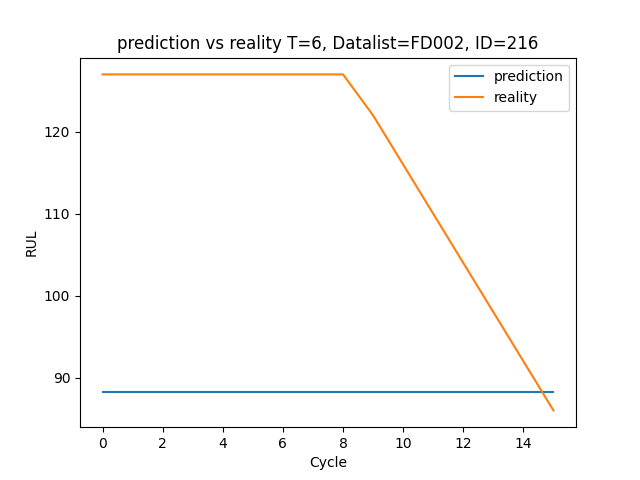 prediction vs reality T=6, Datalist=FD002, ID=216
prediction
reality
120
110
100
90
RUL
0 2 4 6 8 10 12 14
Cycle